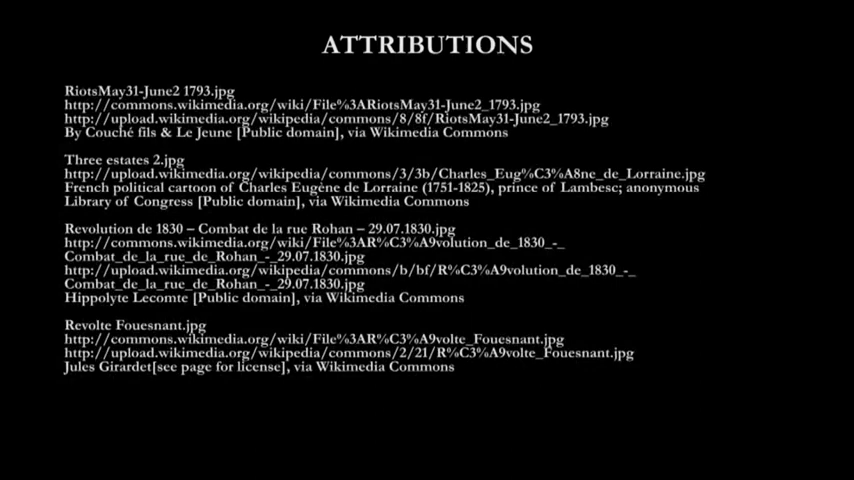 ATTRIBUTIONS
RiotsMay31-June2 1793.jpg
http://commons.wikimedia.org/wiki/File%3ARiotsMay31-June2_1793.jpg
http://upload.wikimedia.org/wikipedia/commons/8/8f/RiotsMay31-June2_1793.jpg
By Couché fils & Le Jeune [Public domain], via Wikimedia Commons
Three estates 2.jpg
http://upload.wikimedia.org/wikipedia/commons/3/3b/Charles_Eug%C3%A8ne_de_Lorraine.jpg
French political cartoon of Charles Eugène de Lorraine (1751-1825), prince of Lambesc; anonymous
Library of Congress [Public domain], via Wikimedia Commons
Revolution de 1830 – Combat de la rue Rohan – 29.07.1830.jpg
http://commons.wikimedia.org/wiki/File%3AR%C3%A9volution_de_1830_-_
Combat_de_la_rue_de_Rohan_-_29.07.1830.jpg
http://upload.wikimedia.org/wikipedia/commons/b/bf/R%C3%A9volution_de_1830_-_
Combat_de_la_rue_de_Rohan_-_29.07.1830.jpg
Hippolyte Lecomte [Public domain], via Wikimedia Commons
Revolte Fouesnant.jpg
http://commons.wikimedia.org/wiki/File%3AR%C3%A9volte_Fouesnant.jpg
http://upload.wikimedia.org/wikipedia/commons/2/21/R%C3%A9volte_Fouesnant.jpg
Jules Girardet[see page for license], via Wikimedia Commons